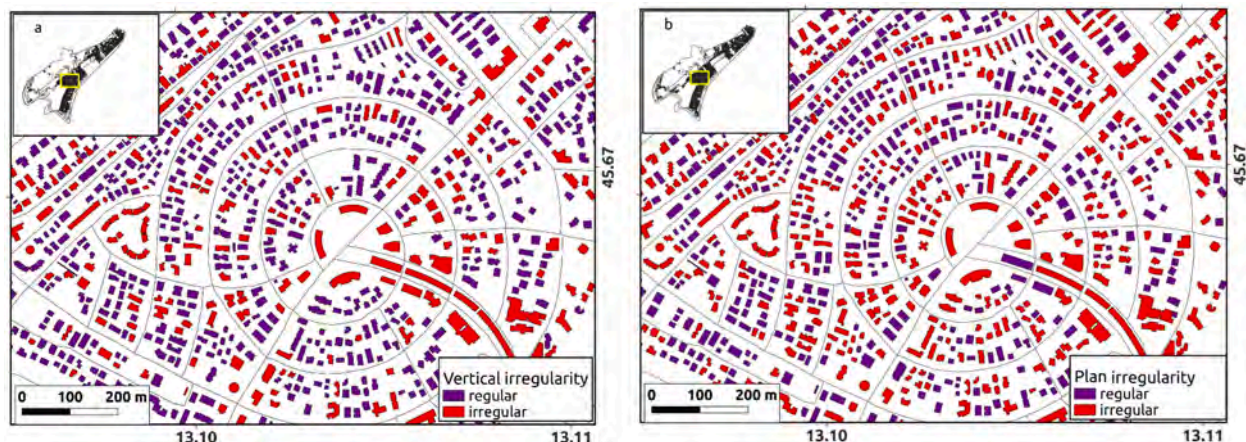 a
45.67
Vertical irregularity
regular
irregular
0 100 200 m
13.10
13.11
b
45.67
Plan irregularity
regular
irregular
0 100 200 m
13.10
13.11